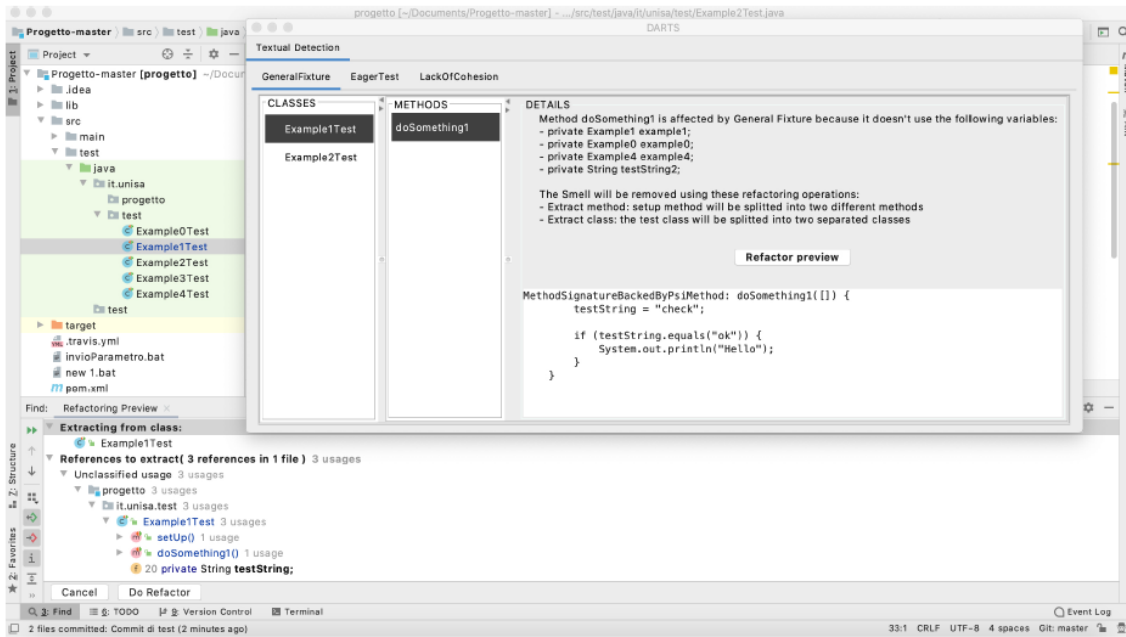 progetto [~/Documents/Progetto-master] - .../src/test/java/it/unisa/test/Example2Test.java
Progetto-master
src
test
java
Project
1: Project
Progetto-master [progetto] ~/Docur
.idea
lib
src
main
test
java
it.unisa
progetto
test
Example0Test
Example1Test
Example2Test
Example3Test
Example4Test
test
target
.travis.yml
invioParametro.bat
new 1.bat
pom.xml
DARTS
Textual Detection
GeneralFixture EagerTest LackOfCohesion
CLASSES
Example1Test
Example2Test
METHODS
doSomething1
DETAILS
Method doSomething1 is affected by General Fixture because it doesn't use the following variables:
- private Example1 example1;
- private Example0 example0;
- private Example4 example4;
- private String testString2;
The Smell will be removed using these refactoring operations:
- Extract method: setup method will be splitted into two different methods
- Extract class: the test class will be splitted into two separated classes
Refactor preview
MethodSignatureBackedByPsiMethod: doSomething1([]) {
testString = "check";
if (testString.equals("ok")) {
System.out.println("Hello");
}
}
Find: Refactoring Preview
Extracting from class:
Example1Test
References to extract( 3 references in 1 file ) 3 usages
Unclassified usage 3 usages
progetto 3 usages
it.unisa.test 3 usages
Example1Test 3 usages
setUp() 1 usage
doSomething1() 1 usage
20 private String testString;
Z: Structure
2: Favorites
Cancel Do Refactor
3: Find 6: TODO 9: Version Control Terminal Event Log
2 files committed: Commit di test (2 minutes ago) 33:1 CRLF UTF-8 4 spaces Git: master